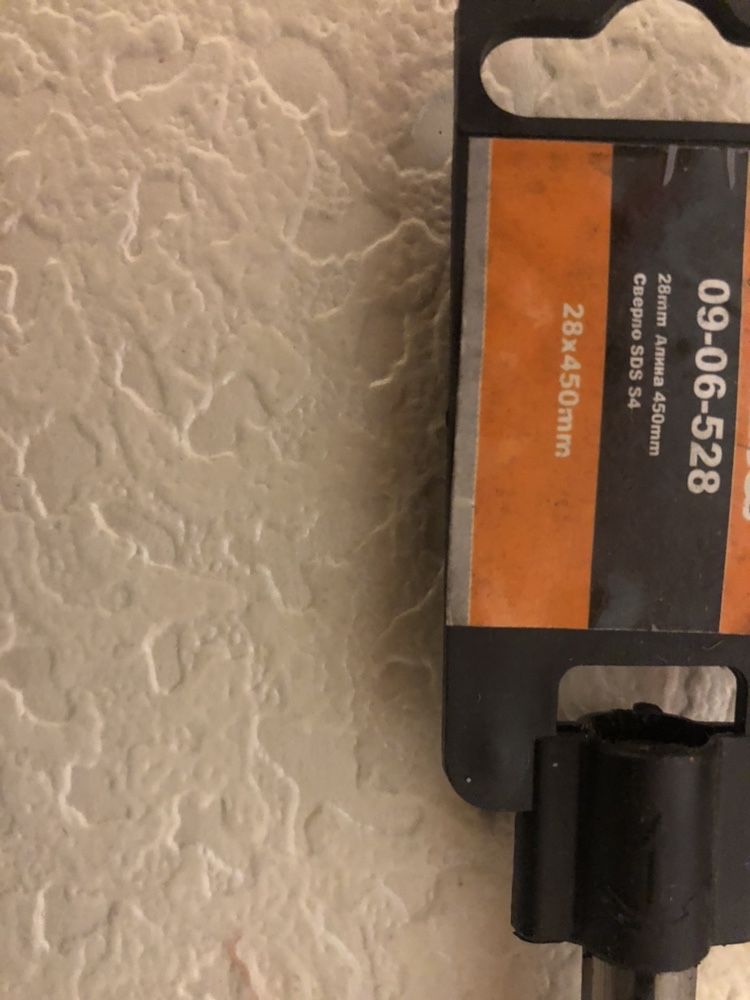 09-06-528
28mm Длина 450mm
Сверло SDS S4
28x450mm